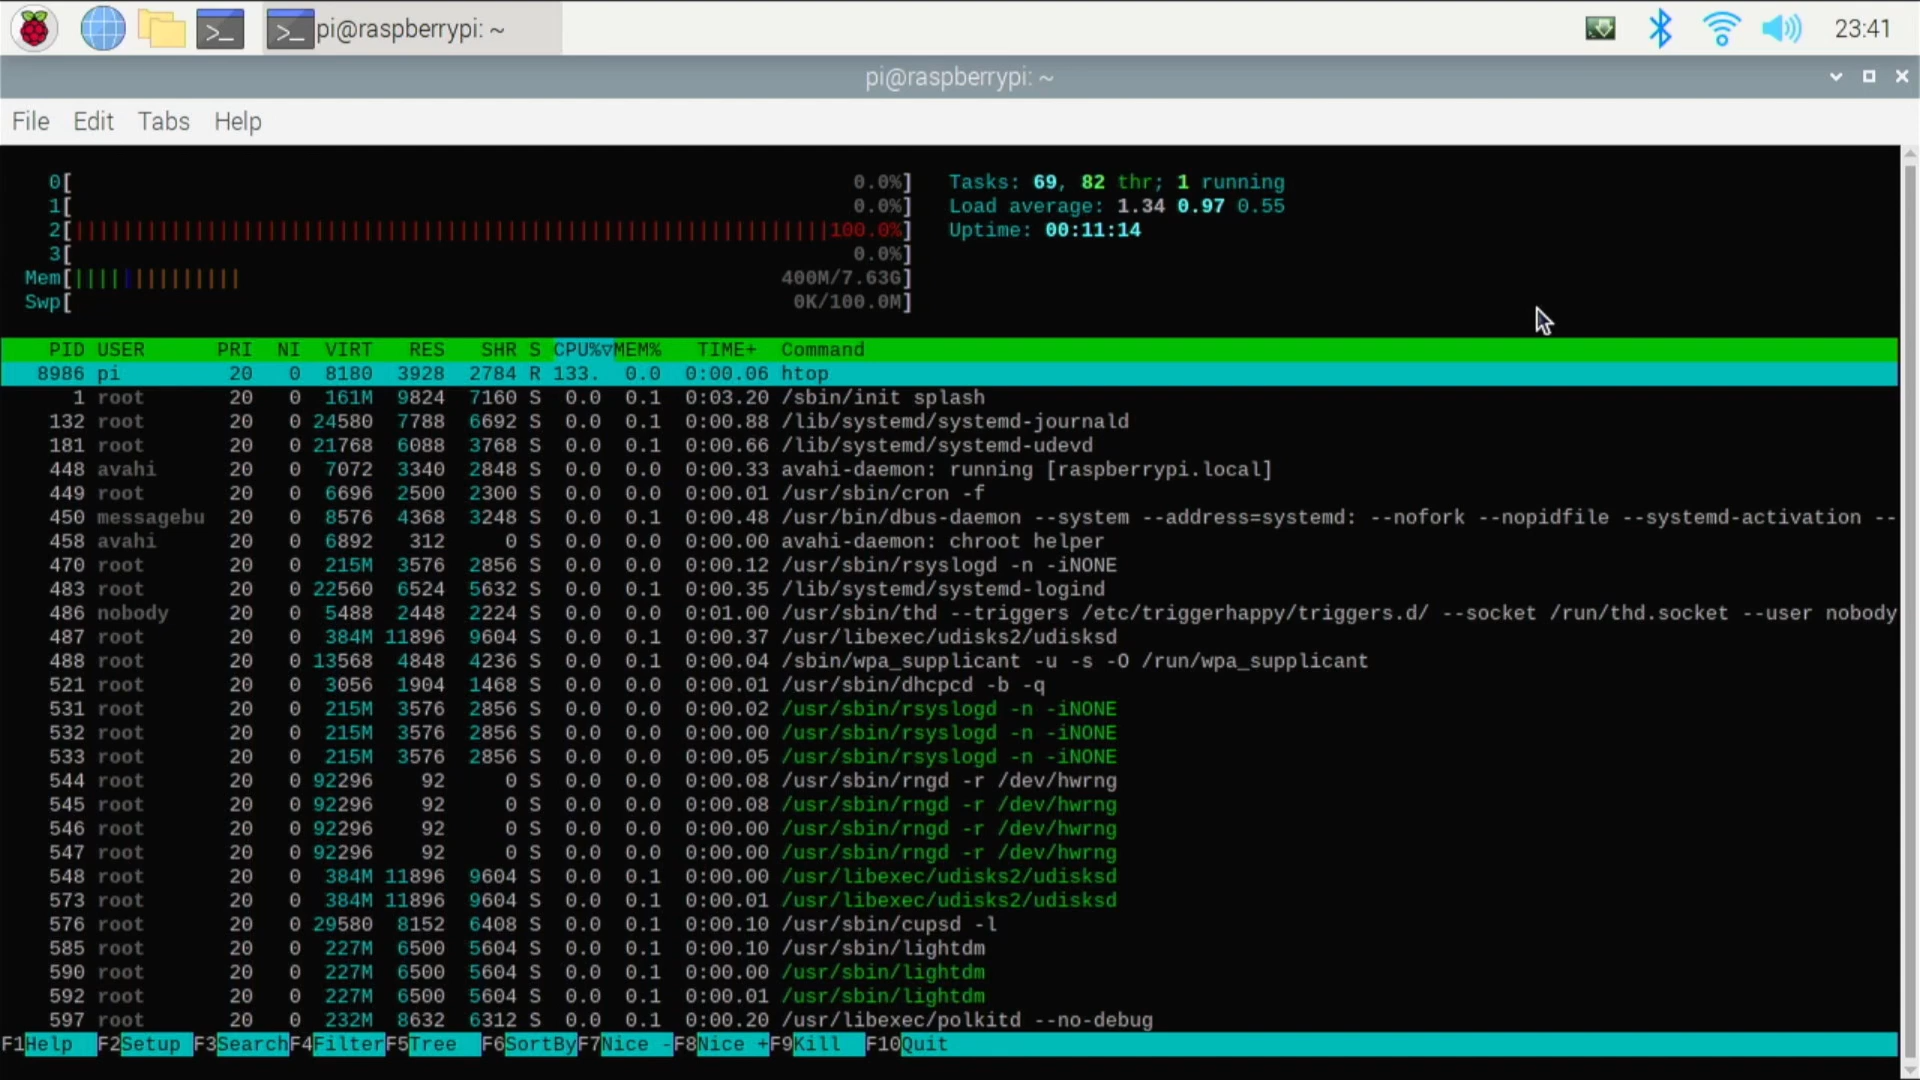 pi@raspberrypi: ~ 23:41
pi@raspberrypi: ~
File Edit Tabs Help
0[ 0.0%] Tasks: 69, 82 thr; 1 running
1[ 0.0%] Load average: 1.34 0.97 0.55
2[||||||||||||||||||||||||||||||||||||||||||||||||||||||||||||||||100.0%] Uptime: 00:11:14
3[ 0.0%]
Mem[|||||||||||||| 400M/7.63G]
Swp[ 0K/100.0M]
PID USER PRI NI VIRT RES SHR S CPU%▽MEM% TIME+ Command
8986 pi 20 0 8180 3928 2784 R 133. 0.0 0:00.06 htop
1 root 20 0 161M 9824 7160 S 0.0 0.1 0:03.20 /sbin/init splash
132 root 20 0 24580 7788 6692 S 0.0 0.1 0:00.88 /lib/systemd/systemd-journald
181 root 20 0 21768 6088 3768 S 0.0 0.1 0:00.66 /lib/systemd/systemd-udevd
448 avahi 20 0 7072 3340 2848 S 0.0 0.0 0:00.33 avahi-daemon: running [raspberrypi.local]
449 root 20 0 6696 2500 2300 S 0.0 0.0 0:00.01 /usr/sbin/cron -f
450 messagebu 20 0 8576 4368 3248 S 0.0 0.1 0:00.48 /usr/bin/dbus-daemon --system --address=systemd: --nofork --nopidfile --systemd-activation --
458 avahi 20 0 6892 312 0 S 0.0 0.0 0:00.00 avahi-daemon: chroot helper
470 root 20 0 215M 3576 2856 S 0.0 0.0 0:00.12 /usr/sbin/rsyslogd -n -iNONE
483 root 20 0 22560 6524 5632 S 0.0 0.1 0:00.35 /lib/systemd/systemd-logind
486 nobody 20 0 5488 2448 2224 S 0.0 0.0 0:01.00 /usr/sbin/thd --triggers /etc/triggerhappy/triggers.d/ --socket /run/thd.socket --user nobody
487 root 20 0 384M 11896 9604 S 0.0 0.1 0:00.37 /usr/libexec/udisks2/udisksd
488 root 20 0 13568 4848 4236 S 0.0 0.1 0:00.04 /sbin/wpa_supplicant -u -s -O /run/wpa_supplicant
521 root 20 0 3056 1904 1468 S 0.0 0.0 0:00.01 /usr/sbin/dhcpcd -b -q
531 root 20 0 215M 3576 2856 S 0.0 0.0 0:00.02 /usr/sbin/rsyslogd -n -iNONE
532 root 20 0 215M 3576 2856 S 0.0 0.0 0:00.00 /usr/sbin/rsyslogd -n -iNONE
533 root 20 0 215M 3576 2856 S 0.0 0.0 0:00.05 /usr/sbin/rsyslogd -n -iNONE
544 root 20 0 92296 92 0 S 0.0 0.0 0:00.08 /usr/sbin/rngd -r /dev/hwrng
545 root 20 0 92296 92 0 S 0.0 0.0 0:00.08 /usr/sbin/rngd -r /dev/hwrng
546 root 20 0 92296 92 0 S 0.0 0.0 0:00.00 /usr/sbin/rngd -r /dev/hwrng
547 root 20 0 92296 92 0 S 0.0 0.0 0:00.00 /usr/sbin/rngd -r /dev/hwrng
548 root 20 0 384M 11896 9604 S 0.0 0.1 0:00.00 /usr/libexec/udisks2/udisksd
573 root 20 0 384M 11896 9604 S 0.0 0.1 0:00.01 /usr/libexec/udisks2/udisksd
576 root 20 0 29580 8152 6408 S 0.0 0.1 0:00.10 /usr/sbin/cupsd -l
585 root 20 0 227M 6500 5604 S 0.0 0.1 0:00.10 /usr/sbin/lightdm
590 root 20 0 227M 6500 5604 S 0.0 0.1 0:00.00 /usr/sbin/lightdm
592 root 20 0 227M 6500 5604 S 0.0 0.1 0:00.01 /usr/sbin/lightdm
597 root 20 0 232M 8632 6312 S 0.0 0.1 0:00.20 /usr/libexec/polkitd --no-debug
F1Help F2Setup F3SearchF4FilterF5Tree F6SortByF7Nice -F8Nice +F9Kill F10Quit